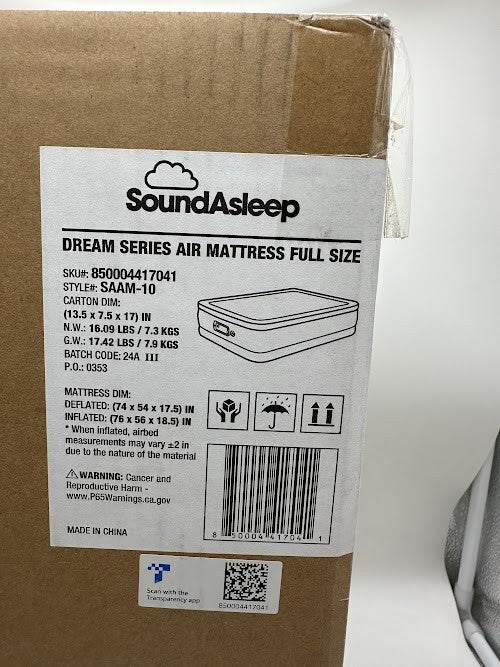 SoundAsleep
DREAM SERIES AIR MATTRESS FULL SIZE
SKU#: 850004417041
STYLE#: SAAM-10
CARTON DIM:
(13.5 x 7.5 x 17) IN
N.W.: 16.09 LBS / 7.3 KGS
G.W.: 17.42 LBS / 7.9 KGS
BATCH CODE: 24A III
P.O.: 0353
MATTRESS DIM:
DEFLATED: (74 x 54 x 17.5) IN
INFLATED: (76 x 56 x 18.5) IN
* When inflated, airbed
measurements may vary ±2 in
due to the nature of the material
⚠WARNING: Cancer and
Reproductive Harm -
www.P65Warnings.ca.gov
MADE IN CHINA
8 50004 41704 1
Scan with the
Transparency app
850004417041